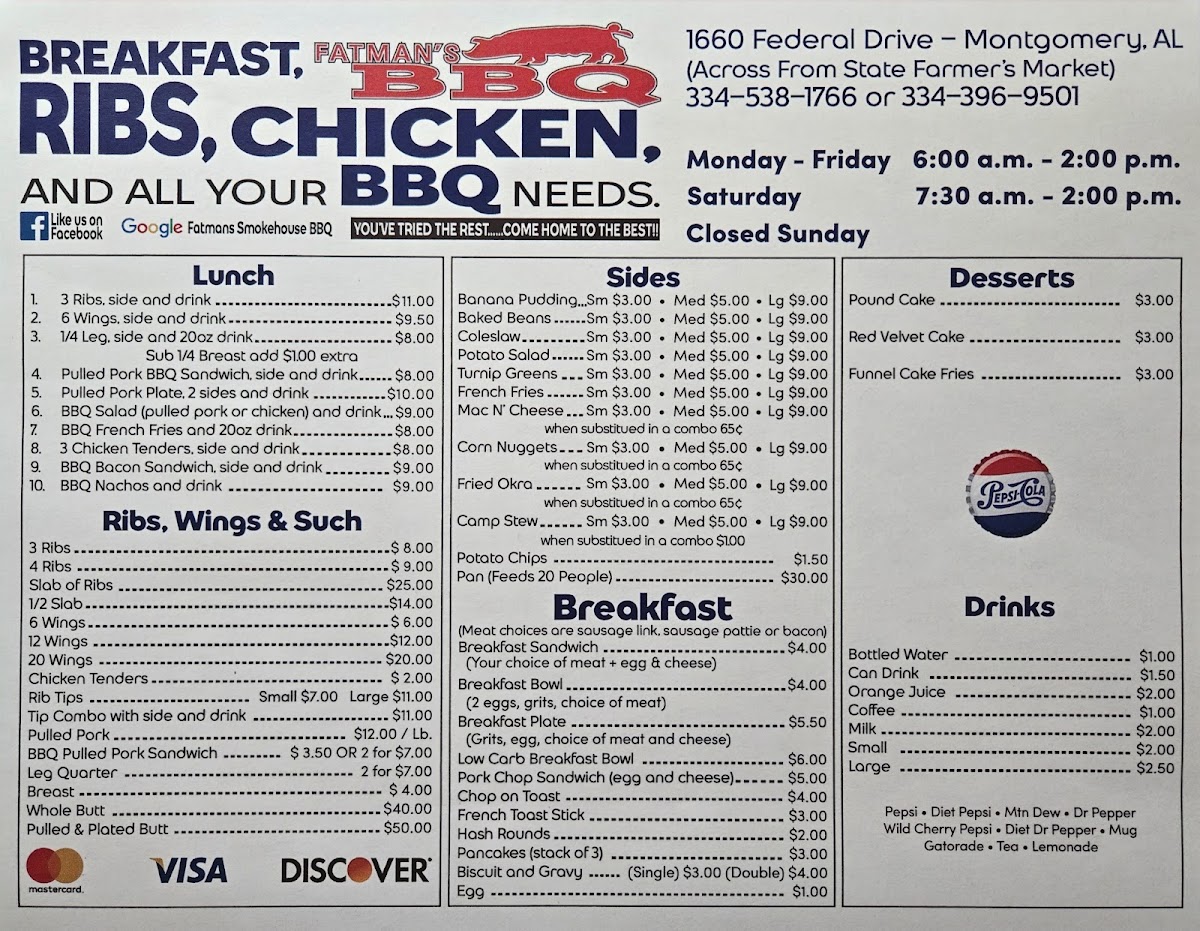 BREAKFAST, FATMAN'S BBQ
RIBS, CHICKEN,
AND ALL YOUR BBQ NEEDS.
f Like us on Facebook Google Fatmans Smokehouse BBQ YOU'VE TRIED THE REST......COME HOME TO THE BEST!!
1660 Federal Drive – Montgomery, AL
(Across From State Farmer's Market)
334–538–1766 or 334–396–9501
Monday - Friday 6:00 a.m. - 2:00 p.m.
Saturday 7:30 a.m. - 2:00 p.m.
Closed Sunday
Lunch
1. 3 Ribs, side and drink $11.00
2. 6 Wings, side and drink $9.50
3. 1/4 Leg, side and 20oz drink $8.00
Sub 1/4 Breast add $1.00 extra
4. Pulled Pork BBQ Sandwich, side and drink $8.00
5. Pulled Pork Plate, 2 sides and drink $10.00
6. BBQ Salad (pulled pork or chicken) and drink $9.00
7. BBQ French Fries and 20oz drink $8.00
8. 3 Chicken Tenders, side and drink $8.00
9. BBQ Bacon Sandwich, side and drink $9.00
10. BBQ Nachos and drink $9.00
Ribs, Wings & Such
3 Ribs $ 8.00
4 Ribs $ 9.00
Slab of Ribs $25.00
1/2 Slab $14.00
6 Wings $ 6.00
12 Wings $12.00
20 Wings $20.00
Chicken Tenders $ 2.00
Rib Tips Small $7.00 Large $11.00
Tip Combo with side and drink $11.00
Pulled Pork $12.00 / Lb.
BBQ Pulled Pork Sandwich $ 3.50 OR 2 for $7.00
Leg Quarter 2 for $7.00
Breast $ 4.00
Whole Butt $40.00
Pulled & Plated Butt $50.00
mastercard. VISA DISCOVER
Sides
Banana Pudding Sm $3.00 • Med $5.00 • Lg $9.00
Baked Beans Sm $3.00 • Med $5.00 • Lg $9.00
Coleslaw Sm $3.00 • Med $5.00 • Lg $9.00
Potato Salad Sm $3.00 • Med $5.00 • Lg $9.00
Turnip Greens Sm $3.00 • Med $5.00 • Lg $9.00
French Fries Sm $3.00 • Med $5.00 • Lg $9.00
Mac N' Cheese Sm $3.00 • Med $5.00 • Lg $9.00
when substitued in a combo 65¢
Corn Nuggets Sm $3.00 • Med $5.00 • Lg $9.00
when substitued in a combo 65¢
Fried Okra Sm $3.00 • Med $5.00 • Lg $9.00
when substitued in a combo 65¢
Camp Stew Sm $3.00 • Med $5.00 • Lg $9.00
when substitued in a combo $1.00
Potato Chips $1.50
Pan (Feeds 20 People) $30.00
Breakfast
(Meat choices are sausage link, sausage pattie or bacon)
Breakfast Sandwich $4.00
(Your choice of meat + egg & cheese)
Breakfast Bowl $4.00
(2 eggs, grits, choice of meat)
Breakfast Plate $5.50
(Grits, egg, choice of meat and cheese)
Low Carb Breakfast Bowl $6.00
Pork Chop Sandwich (egg and cheese) $5.00
Chop on Toast $4.00
French Toast Stick $3.00
Hash Rounds $2.00
Pancakes (stack of 3) $3.00
Biscuit and Gravy (Single) $3.00 (Double) $4.00
Egg $1.00
Desserts
Pound Cake $3.00
Red Velvet Cake $3.00
Funnel Cake Fries $3.00
PEPSI-COLA
Drinks
Bottled Water $1.00
Can Drink $1.50
Orange Juice $2.00
Coffee $1.00
Milk $2.00
Small $2.00
Large $2.50
Pepsi • Diet Pepsi • Mtn Dew • Dr Pepper
Wild Cherry Pepsi • Diet Dr Pepper • Mug
Gatorade • Tea • Lemonade